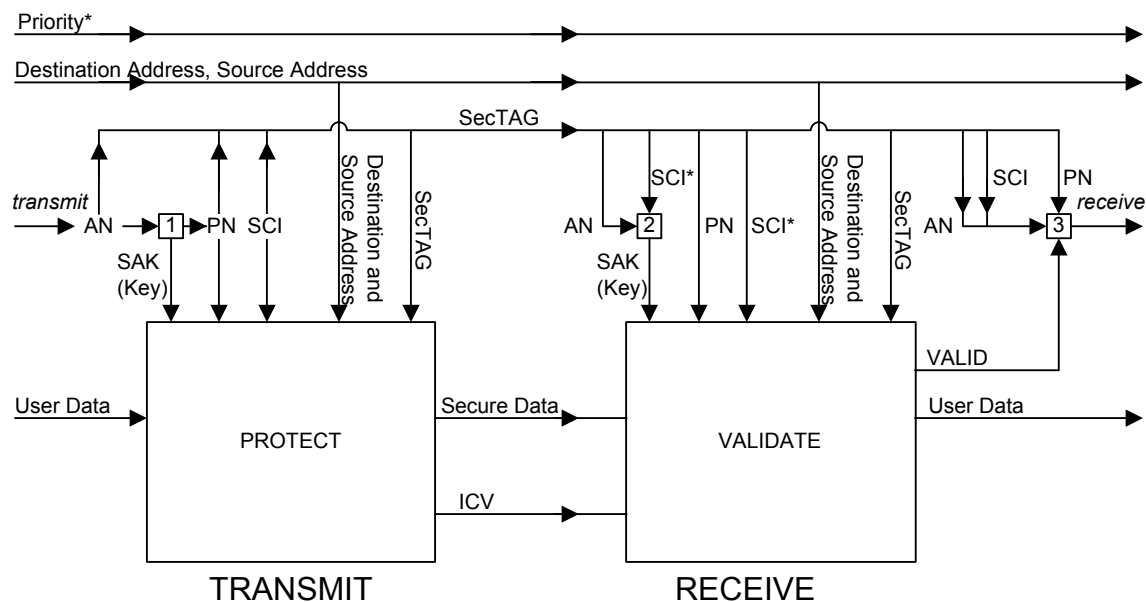 Priority*
Destination Address, Source Address
SecTAG
transmit
AN
1
PN
SCI
SAK
(Key)
Destination and
Source Address
SecTAG
AN
SCI*
2
SAK
(Key)
PN
SCI*
Destination and
Source Address
SecTAG
AN
SCI
PN
3
receive
User Data
PROTECT
Secure Data
ICV
VALIDATE
VALID
User Data
TRANSMIT
RECEIVE